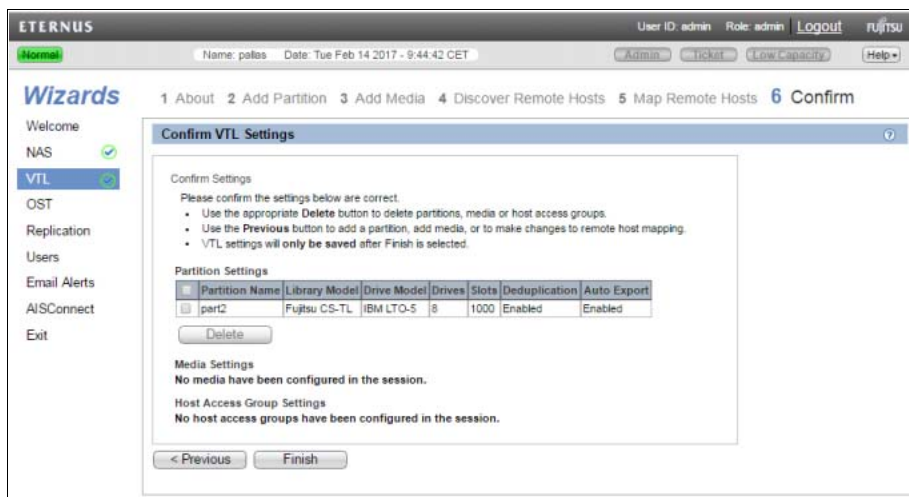 ETERNUS User ID: admin Role: admin Logout FUJITSU
Normal Name: pallas Date: Tue Feb 14 2017 - 9:44:42 CET Admin Ticket Low Capacity Help
Wizards
Welcome
NAS
VTL
OST
Replication
Users
Email Alerts
AISConnect
Exit
1 About 2 Add Partition 3 Add Media 4 Discover Remote Hosts 5 Map Remote Hosts 6 Confirm
Confirm VTL Settings ?
Confirm Settings
Please confirm the settings below are correct.
• Use the appropriate Delete button to delete partitions, media or host access groups.
• Use the Previous button to add a partition, add media, or to make changes to remote host mapping.
• VTL settings will only be saved after Finish is selected.
Partition Settings
Partition Name Library Model Drive Model Drives Slots Deduplication Auto Export
part2 Fujitsu CS-TL IBM LTO-5 8 1000 Enabled Enabled
Delete
Media Settings
No media have been configured in the session.
Host Access Group Settings
No host access groups have been configured in the session.
< Previous Finish